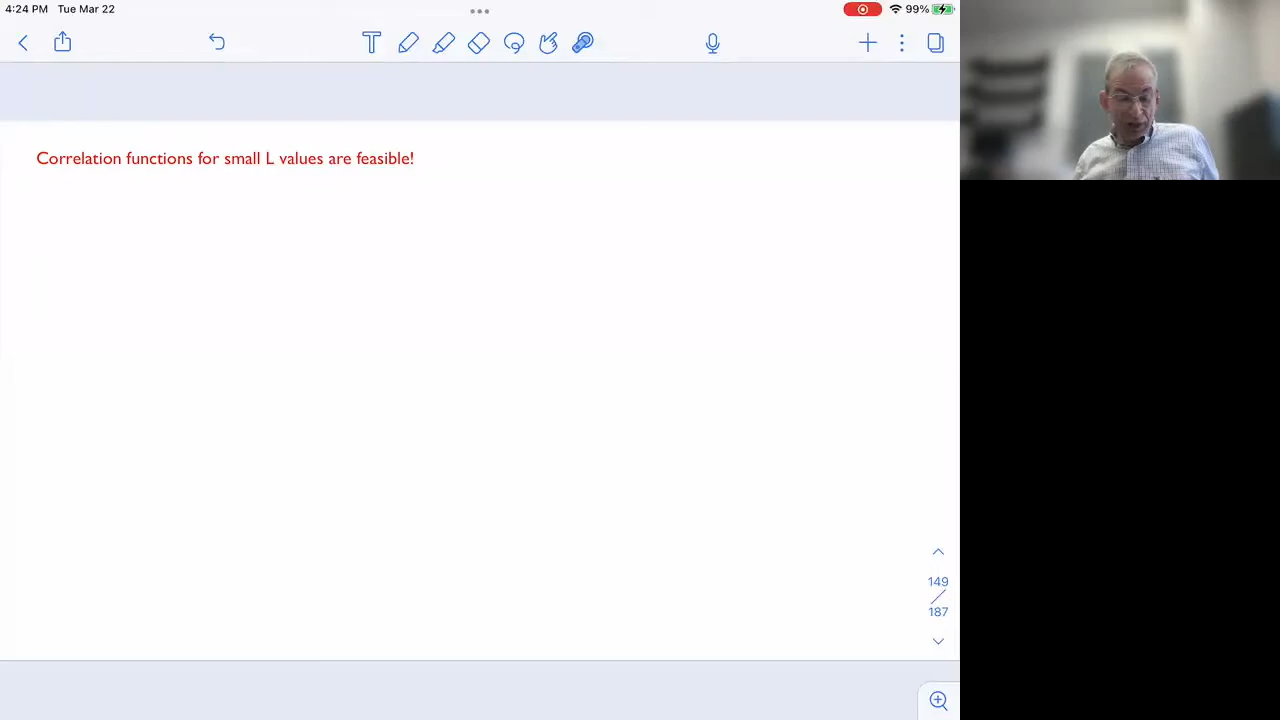 4:24 PM Tue Mar 22
99%
Correlation functions for small L values are feasible!
149
187